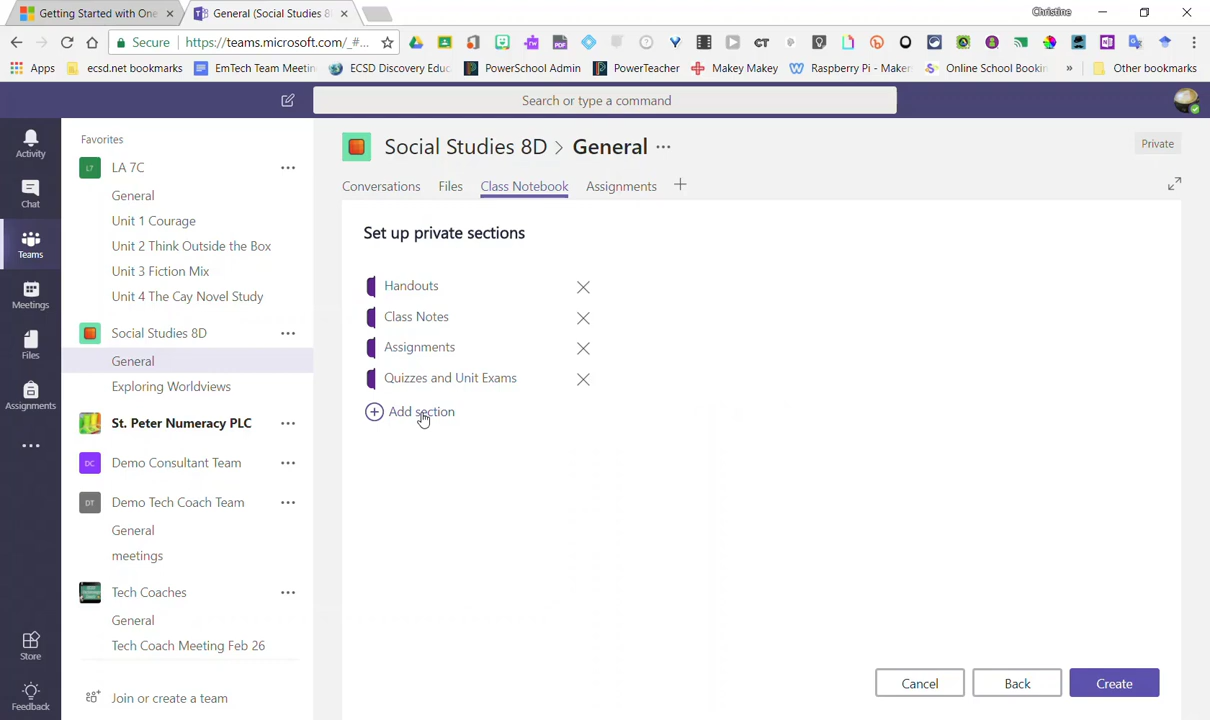 Getting Started with One
General (Social Studies 8
Christine
Secure
https://teams.microsoft.com/_#...
Apps
ecsd.net bookmarks
EmTech Team Meetin
ECSD Discovery Educ
PowerSchool Admin
PowerTeacher
Makey Makey
Raspberry Pi - Maker
Online School Bookin
»
Other bookmarks
Search or type a command
Activity
Chat
Teams
Meetings
Files
Assignments
Store
Feedback
Favorites
L7 LA 7C
General
Unit 1 Courage
Unit 2 Think Outside the Box
Unit 3 Fiction Mix
Unit 4 The Cay Novel Study
Social Studies 8D
General
Exploring Worldviews
St. Peter Numeracy PLC
DC Demo Consultant Team
DT Demo Tech Coach Team
General
meetings
Tech Coaches
General
Tech Coach Meeting Feb 26
Join or create a team
Social Studies 8D > General ...
Private
Conversations Files Class Notebook Assignments +
Set up private sections
Handouts
Class Notes
Assignments
Quizzes and Unit Exams
Add section
Cancel
Back
Create